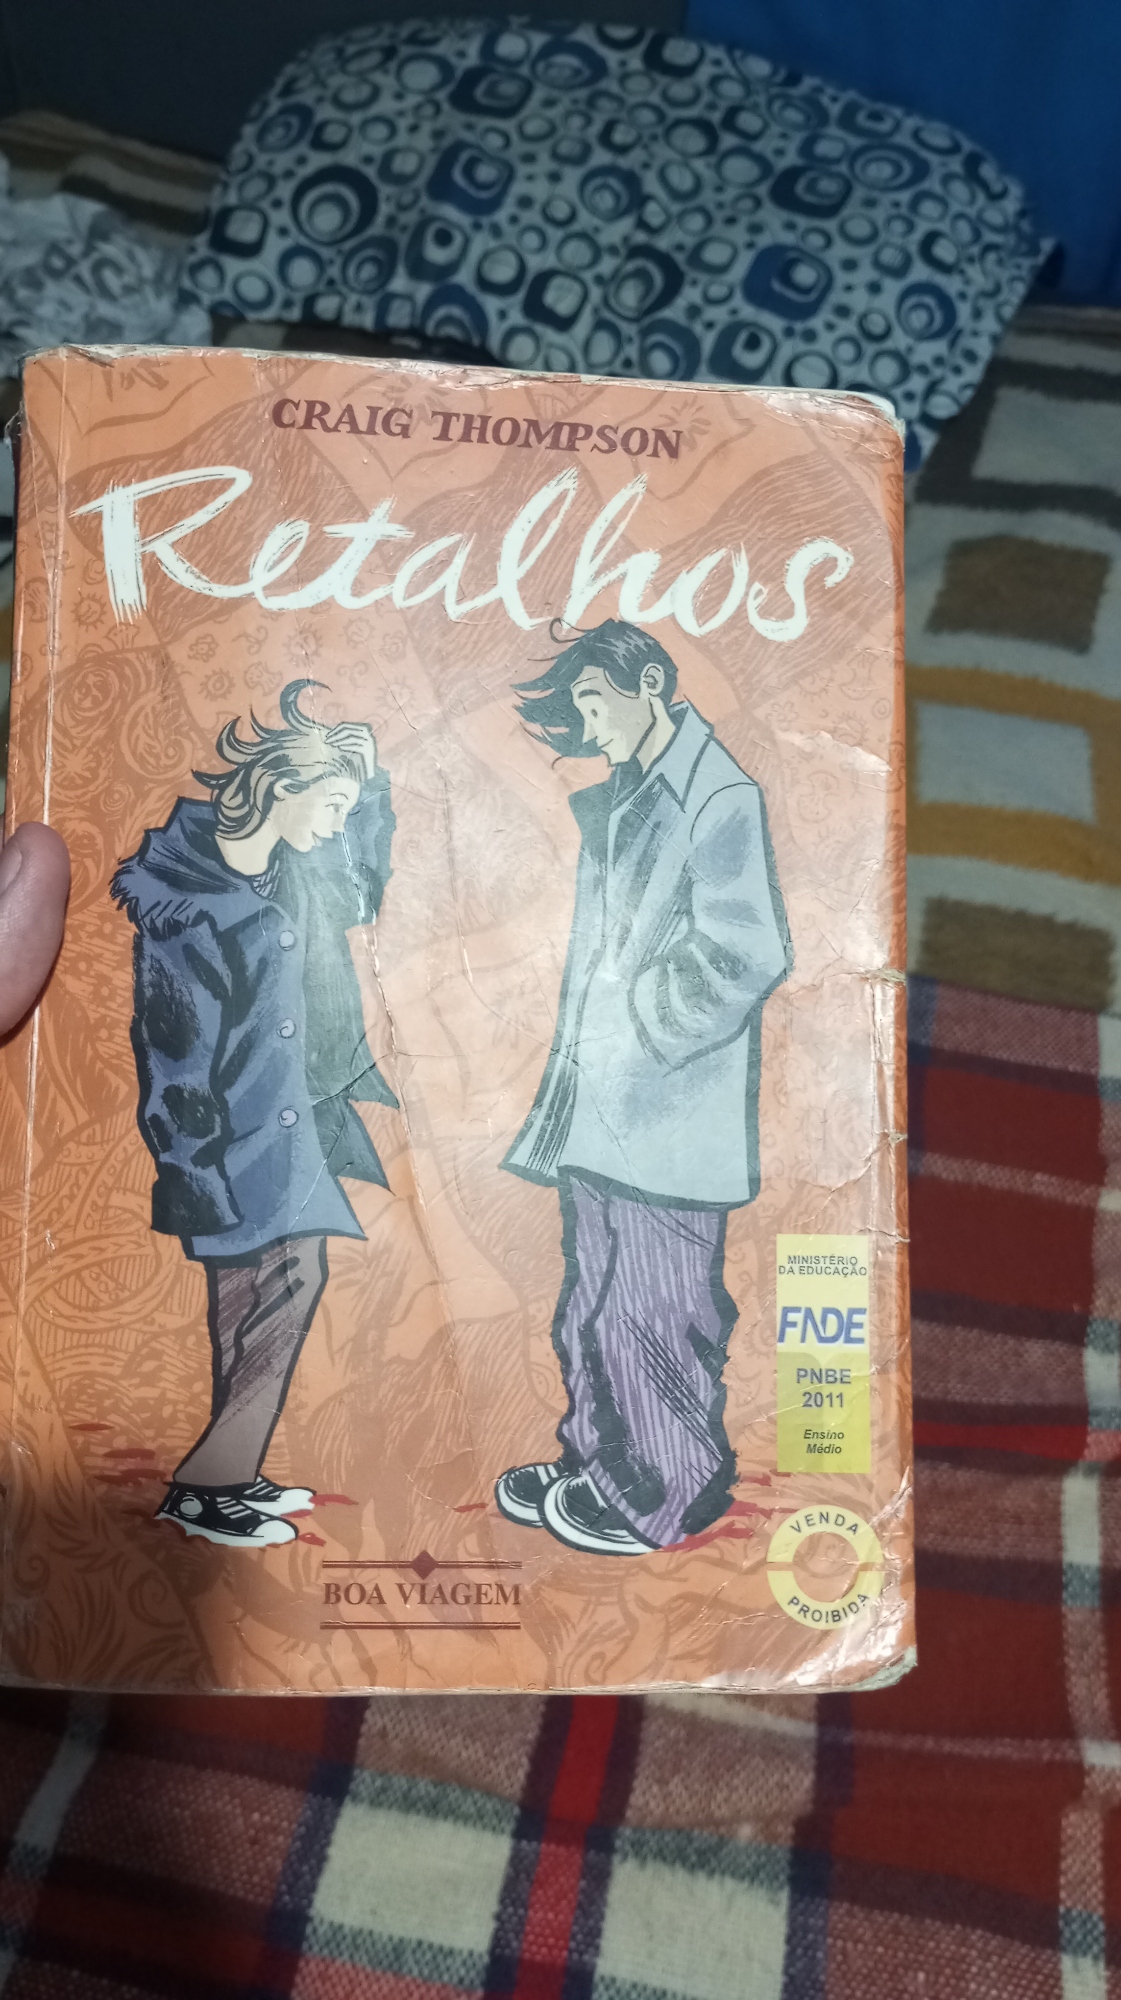 CRAIG THOMPSON
Retalhos
MINISTÉRIO
DA EDUCAÇÃO
FNDE
PNBE
2011
Ensino
Médio
VENDA
PROIBIDA
BOA VIAGEM